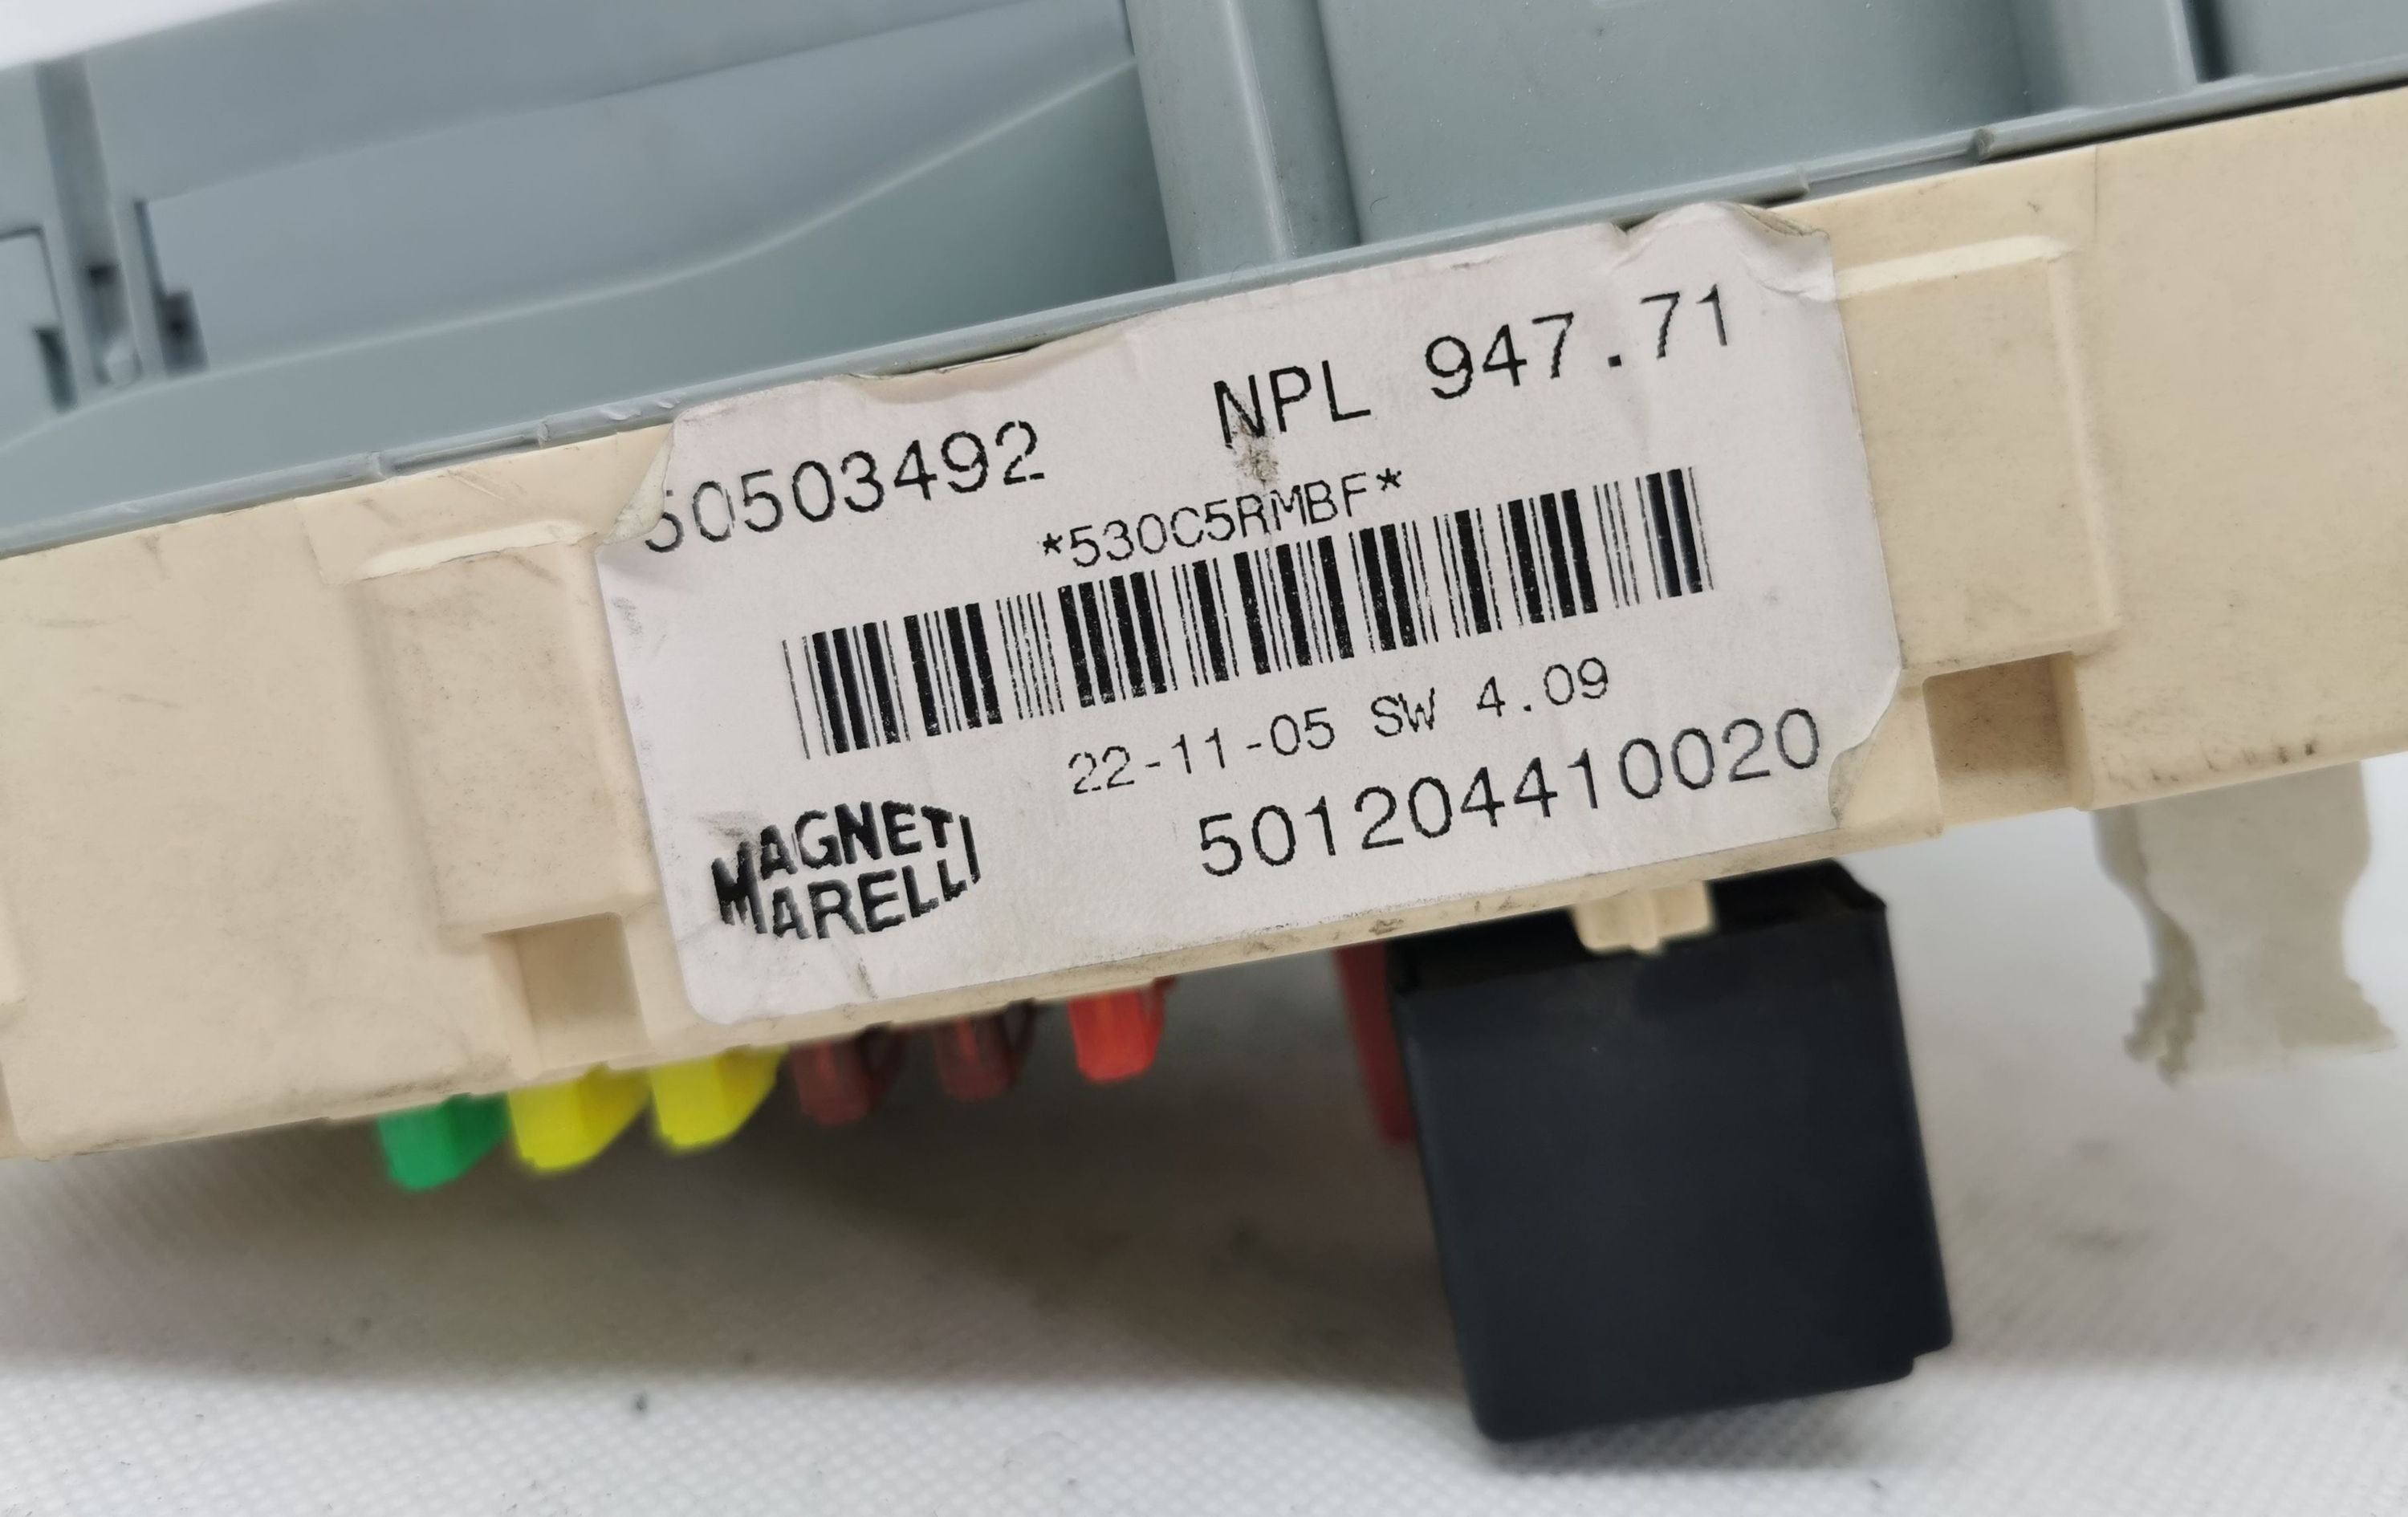 50503492 NPL 947.71
*530C5RMBF*
22-11-05 SW 4.09
501204410020
MAGNETI
MARELLI